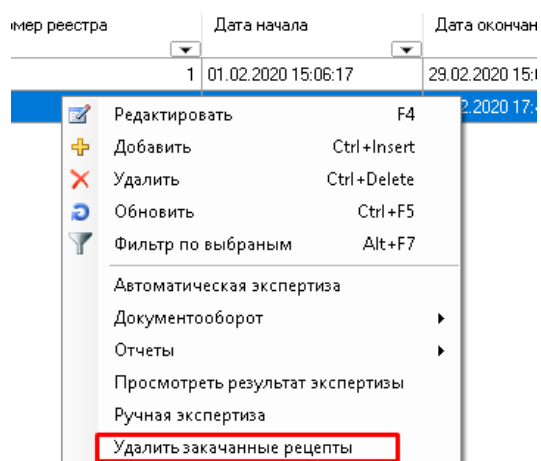 омер реестра Дата начала Дата окончан
1 01.02.2020 15:06:17 29.02.2020 15:
2.2020 17:
Редактировать F4
Добавить Ctrl+Insert
Удалить Ctrl+Delete
Обновить Ctrl+F5
Фильтр по выбраным Alt+F7
Автоматическая экспертиза
Документооборот
Отчеты
Просмотреть результат экспертизы
Ручная экспертиза
Удалить закачанные рецепты